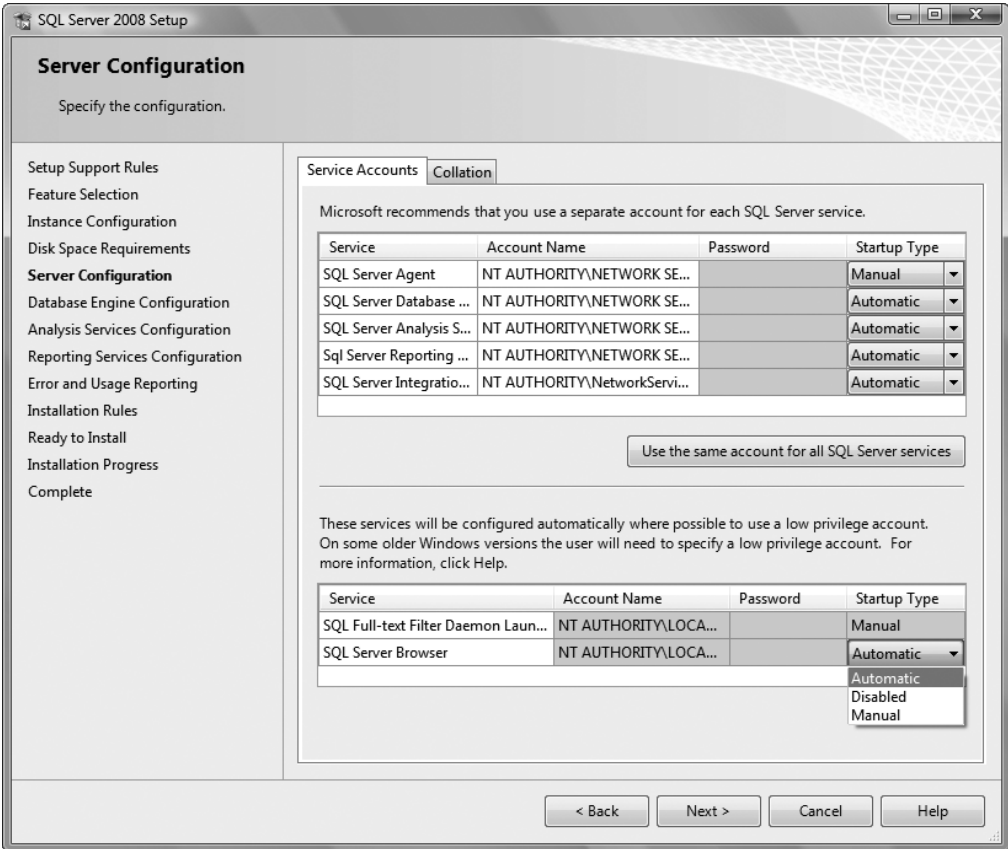 SQL Server 2008 Setup
Server Configuration
Specify the configuration.
Setup Support Rules
Feature Selection
Instance Configuration
Disk Space Requirements
Server Configuration
Database Engine Configuration
Analysis Services Configuration
Reporting Services Configuration
Error and Usage Reporting
Installation Rules
Ready to Install
Installation Progress
Complete
Service Accounts Collation
Microsoft recommends that you use a separate account for each SQL Server service.
Service Account Name Password Startup Type
SQL Server Agent NT AUTHORITY\NETWORK SE... Manual
SQL Server Database ... NT AUTHORITY\NETWORK SE... Automatic
SQL Server Analysis S... NT AUTHORITY\NETWORK SE... Automatic
Sql Server Reporting ... NT AUTHORITY\NETWORK SE... Automatic
SQL Server Integratio... NT AUTHORITY\NetworkServi... Automatic
Use the same account for all SQL Server services
These services will be configured automatically where possible to use a low privilege account.
On some older Windows versions the user will need to specify a low privilege account. For
more information, click Help.
Service Account Name Password Startup Type
SQL Full-text Filter Daemon Laun... NT AUTHORITY\LOCA... Manual
SQL Server Browser NT AUTHORITY\LOCA... Automatic
Automatic
Disabled
Manual
< Back Next > Cancel Help